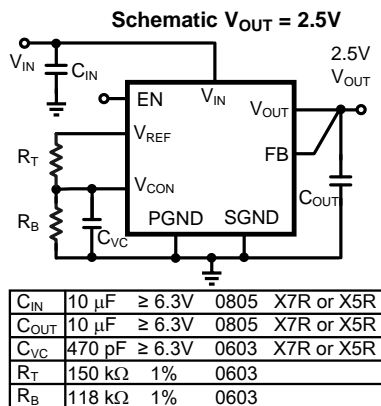 Schematic VOUT = 2.5V
VIN
CIN
2.5V
VOUT
EN
VIN
VOUT
VREF
RT
FB
VCON
COUT
RB
CVC
PGND SGND
CIN 10 μF ≥ 6.3V 0805 X7R or X5R
COUT 10 μF ≥ 6.3V 0805 X7R or X5R
CVC 470 pF ≥ 6.3V 0603 X7R or X5R
RT 150 kΩ 1% 0603
RB 118 kΩ 1% 0603